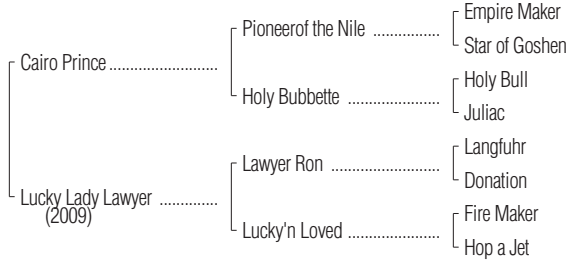 Empire Maker
Pioneerof the Nile ................
Star of Goshen
Cairo Prince ..........................
Holy Bull
Holy Bubbette ......................
Juliac
Langfuhr
Lawyer Ron ..........................
Donation
Lucky Lady Lawyer ..............
(2009)
Fire Maker
Lucky'n Loved ......................
Hop a Jet